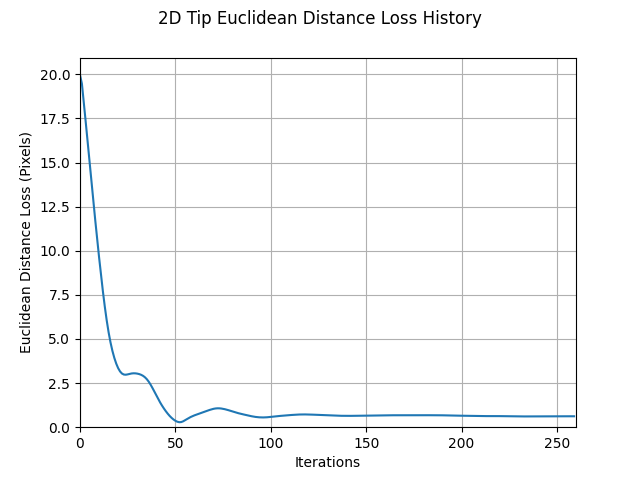 2D Tip Euclidean Distance Loss History
20.0
17.5
15.0
12.5
10.0
7.5
5.0
2.5
0.0
Euclidean Distance Loss (Pixels)
0 50 100 150 200 250
Iterations